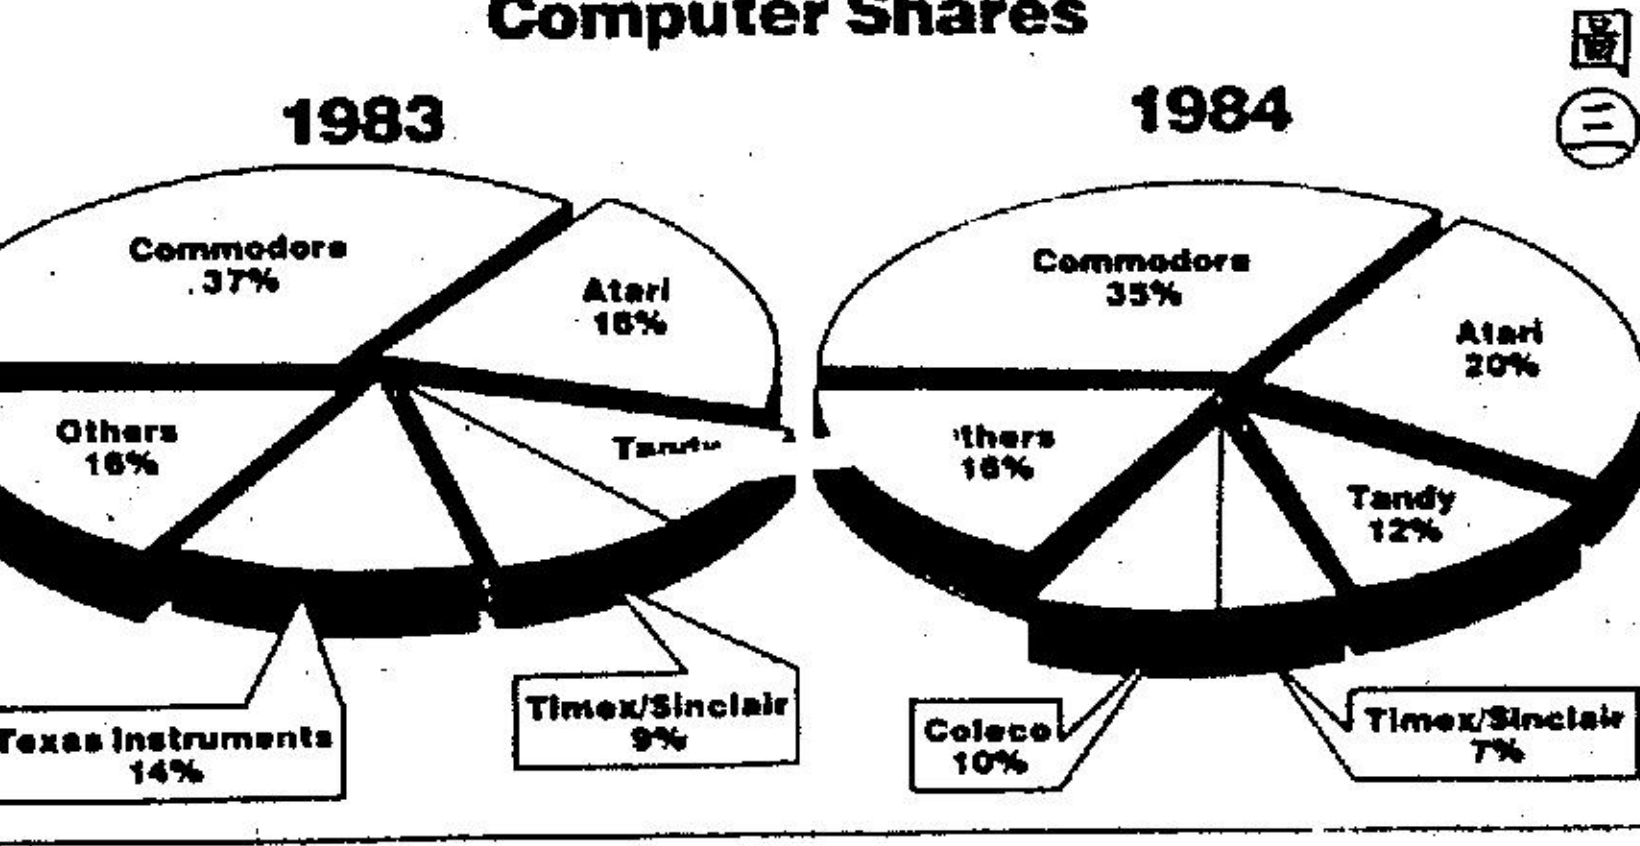 Computer Shares
圖
三
1983
1984
Commodore
37%
Atari
16%
Others
16%
Texas Instruments
14%
Timex/Sinclair
9%
Commodore
35%
Atari
20%
thers
16%
Tandy
12%
Coleco
10%
Timex/Sinclair
7%